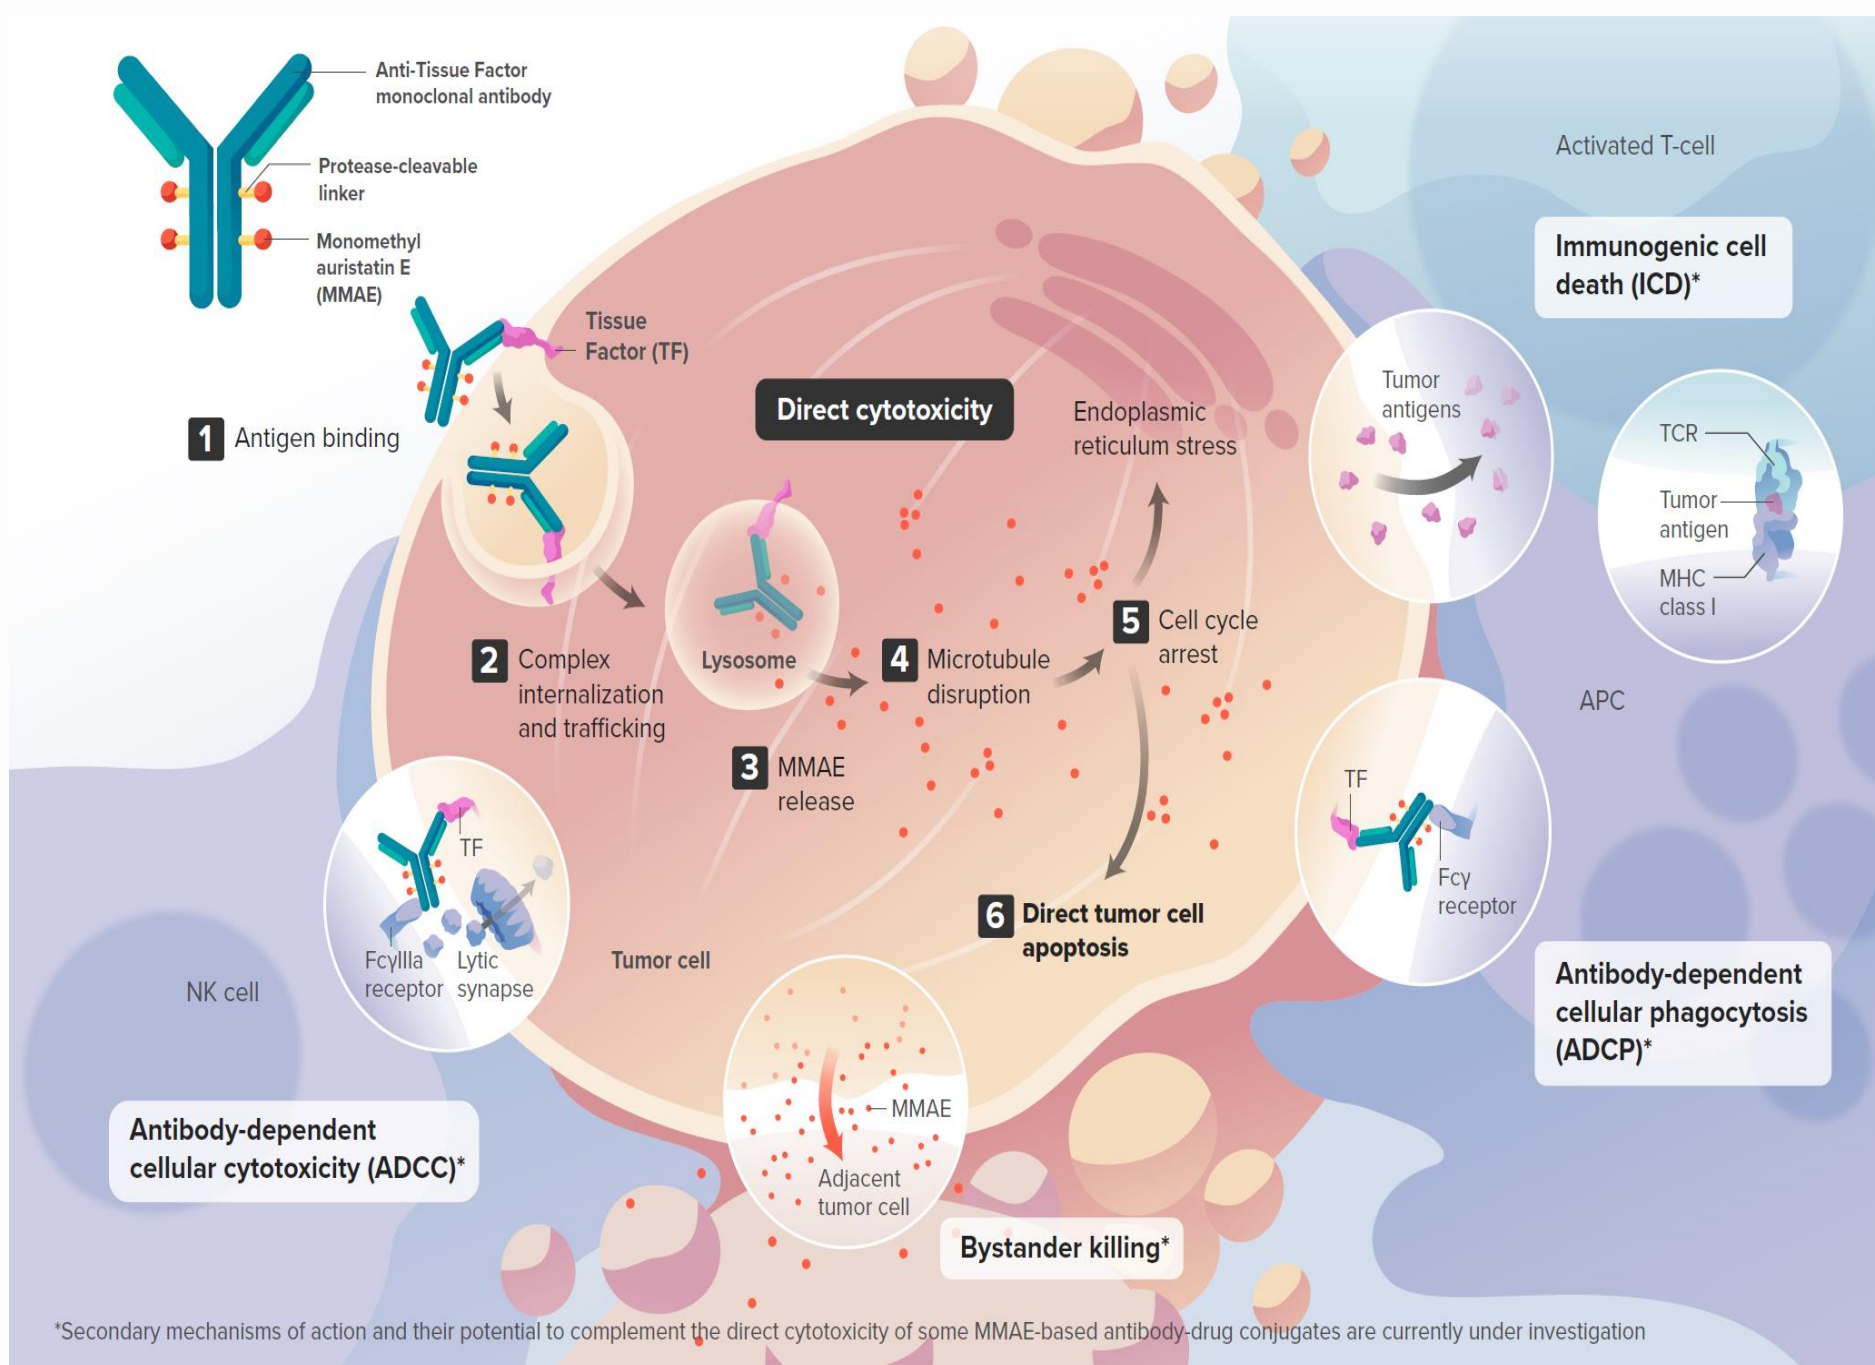 Anti-Tissue Factor
monoclonal antibody
Protease-cleavable
linker
Monomethyl
auristatin E
(MMAE)
Tissue
Factor (TF)
1 Antigen binding
Direct cytotoxicity
Endoplasmic
reticulum stress
2 Complex
internalization
and trafficking
Lysosome
3 MMAE
release
4 Microtubule
disruption
5 Cell cycle
arrest
6 Direct tumor cell
apoptosis
Tumor cell
Activated T-cell
Immunogenic cell
death (ICD)*
Tumor
antigens
TCR
Tumor
antigen
MHC
class I
APC
TF
Fcγ
receptor
Antibody-dependent
cellular phagocytosis
(ADCP)*
TF
FcγIIIa
receptor
Lytic
synapse
NK cell
Antibody-dependent
cellular cytotoxicity (ADCC)*
MMAE
Adjacent
tumor cell
Bystander killing*
*Secondary mechanisms of action and their potential to complement the direct cytotoxicity of some MMAE-based antibody-drug conjugates are currently under investigation